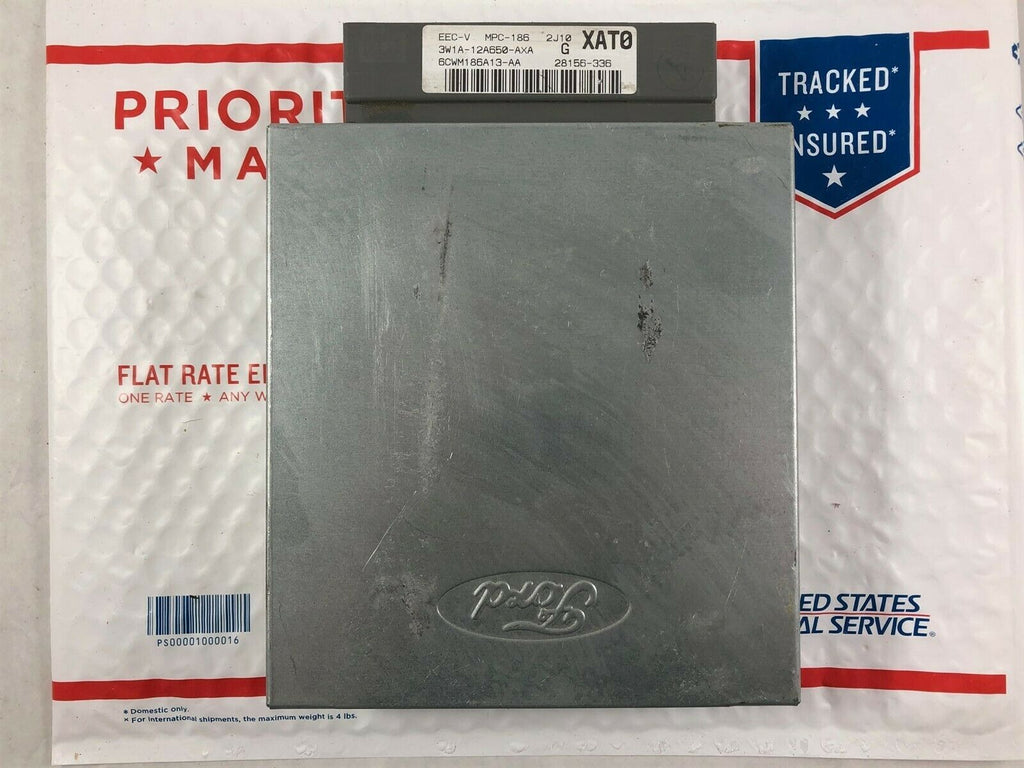 EEC-V MPC-186 2J10 XAT0
3W1A-12A650-AXA G
6CWM186A13-AA 28156-336
TRACKED*
INSURED*
PRIORIT
MA
FLAT RATE E
ONE RATE ★ ANY W
Ford
ED STATES
AL SERVICE®
PS00001000016
* Domestic only.
× For international shipments, the maximum weight is 4 lbs.